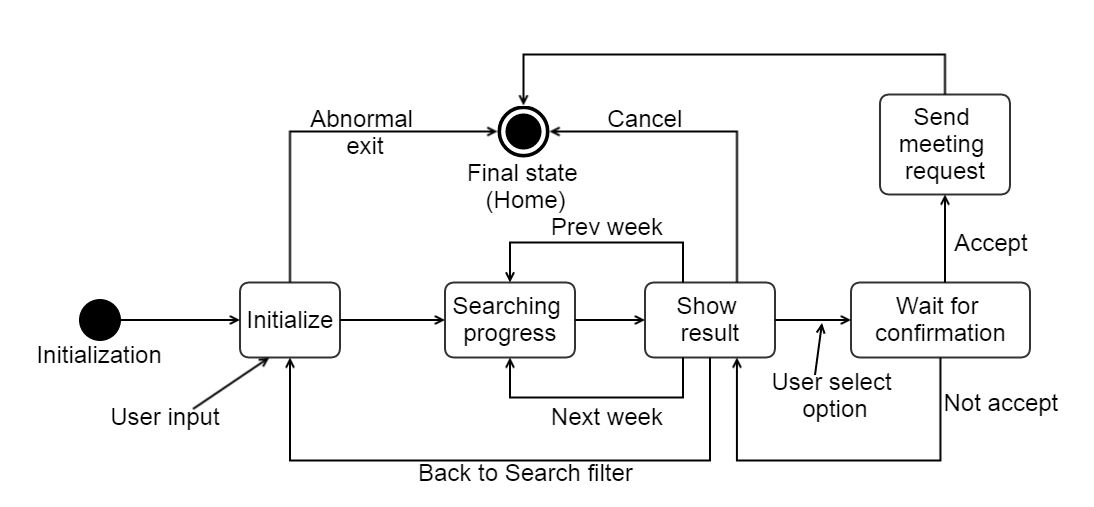 Abnormal
exit
Cancel
Final state
(Home)
Send
meeting
request
Prev week
Accept
Initialization
Initialize
Searching
progress
Show
result
Wait for
confirmation
User input
Next week
User select
option
Not accept
Back to Search filter